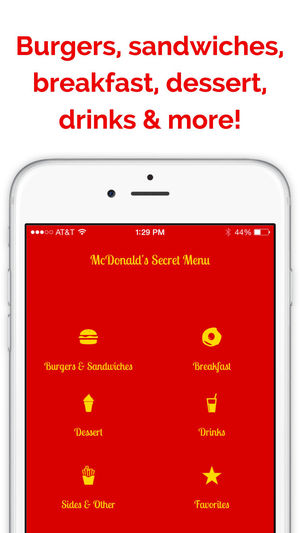 Burgers, sandwiches,
breakfast, dessert,
drinks & more!
AT&T 1:29 PM 44%
McDonald's Secret Menu
Burgers & Sandwiches Breakfast
Dessert Drinks
Sides & Other Favorites